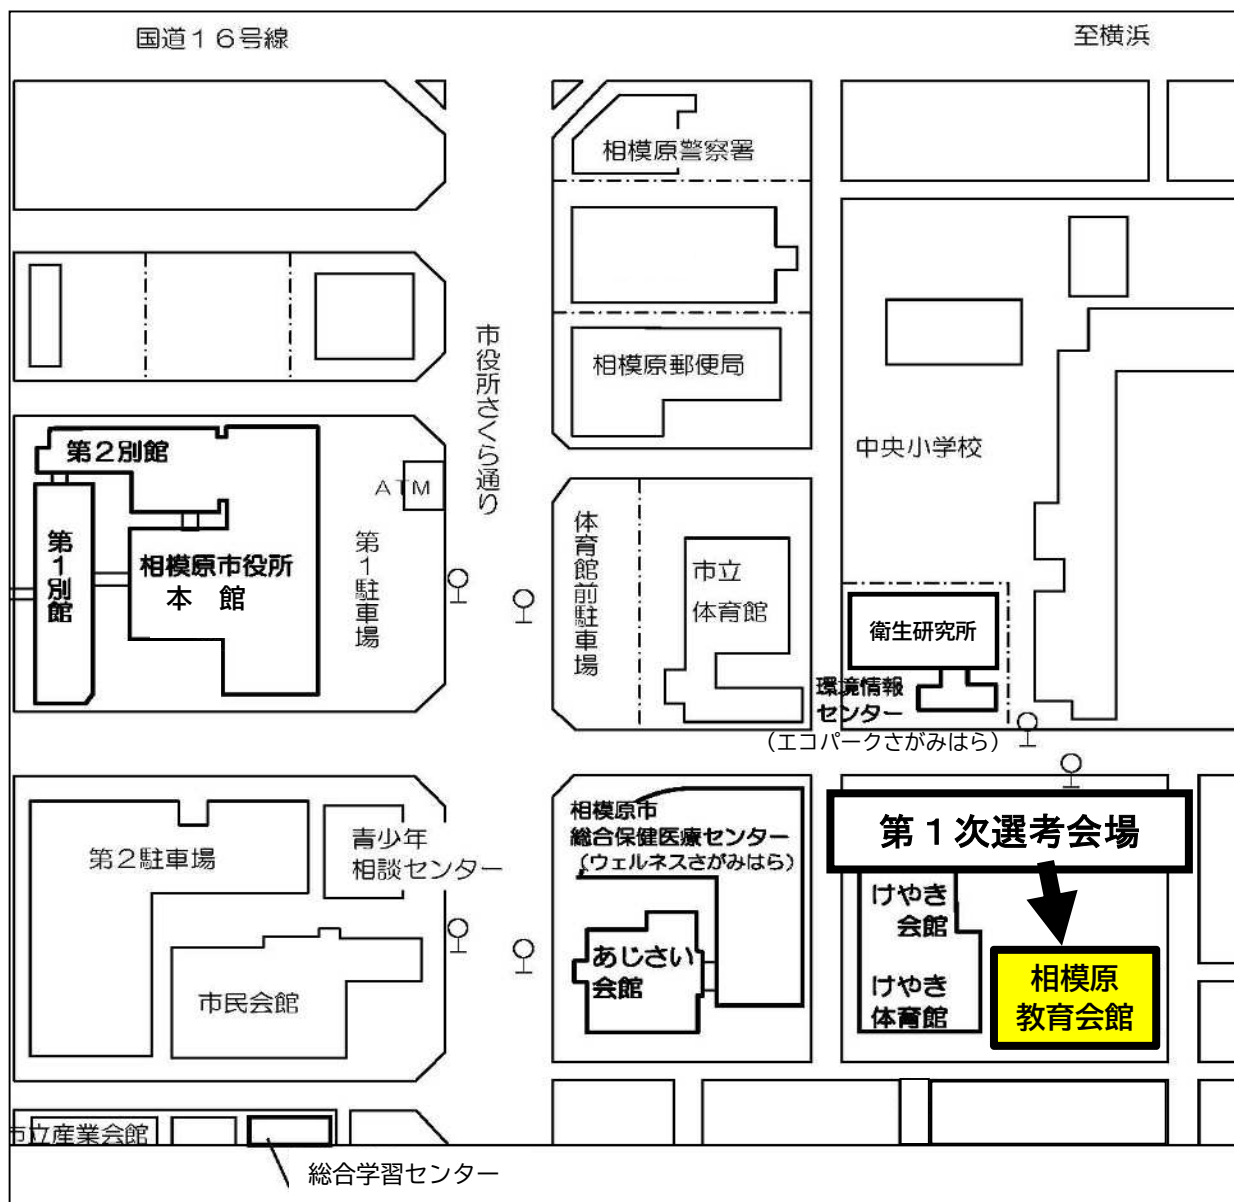 国道１６号線
至横浜
相模原警察署
市役所さくら通り
相模原郵便局
中央小学校
第２別館
ATM
第１別館
相模原市役所
本　館
第１駐車場
体育館前駐車場
市立
体育館
衛生研究所
環境情報
センター
（エコパークさがみはら）
第２駐車場
青少年
相談センター
相模原市
総合保健医療センター
（ウェルネスさがみはら）
第１次選考会場
けやき
会館
あじさい
会館
市民会館
けやき
体育館
相模原
教育会館
市立産業会館
総合学習センター